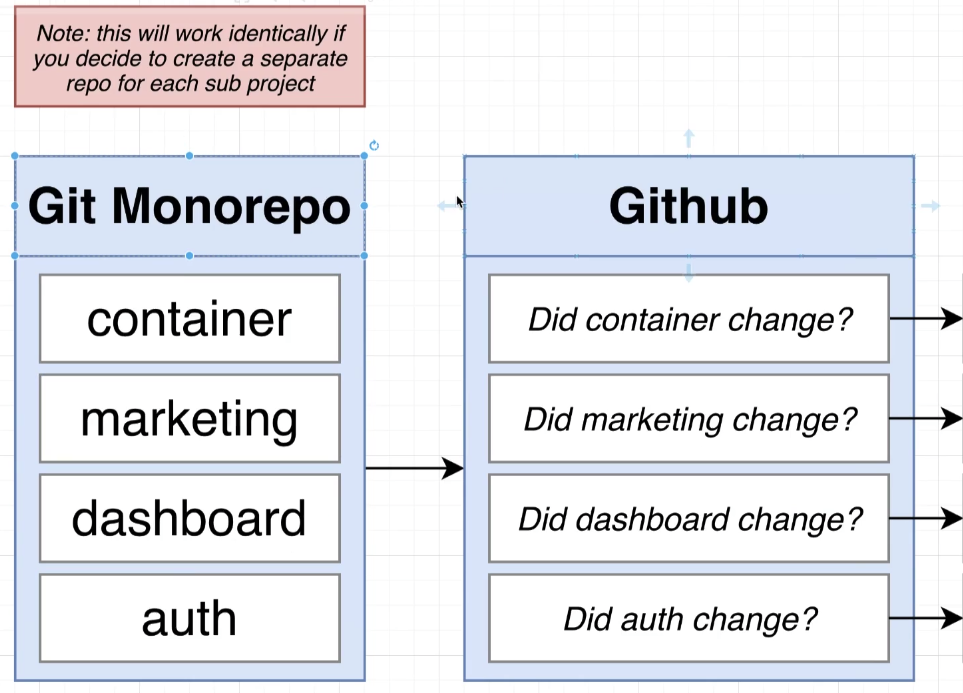 Note: this will work identically if
you decide to create a separate
repo for each sub project
Git Monorepo
container
marketing
dashboard
auth
Github
Did container change?
Did marketing change?
Did dashboard change?
Did auth change?